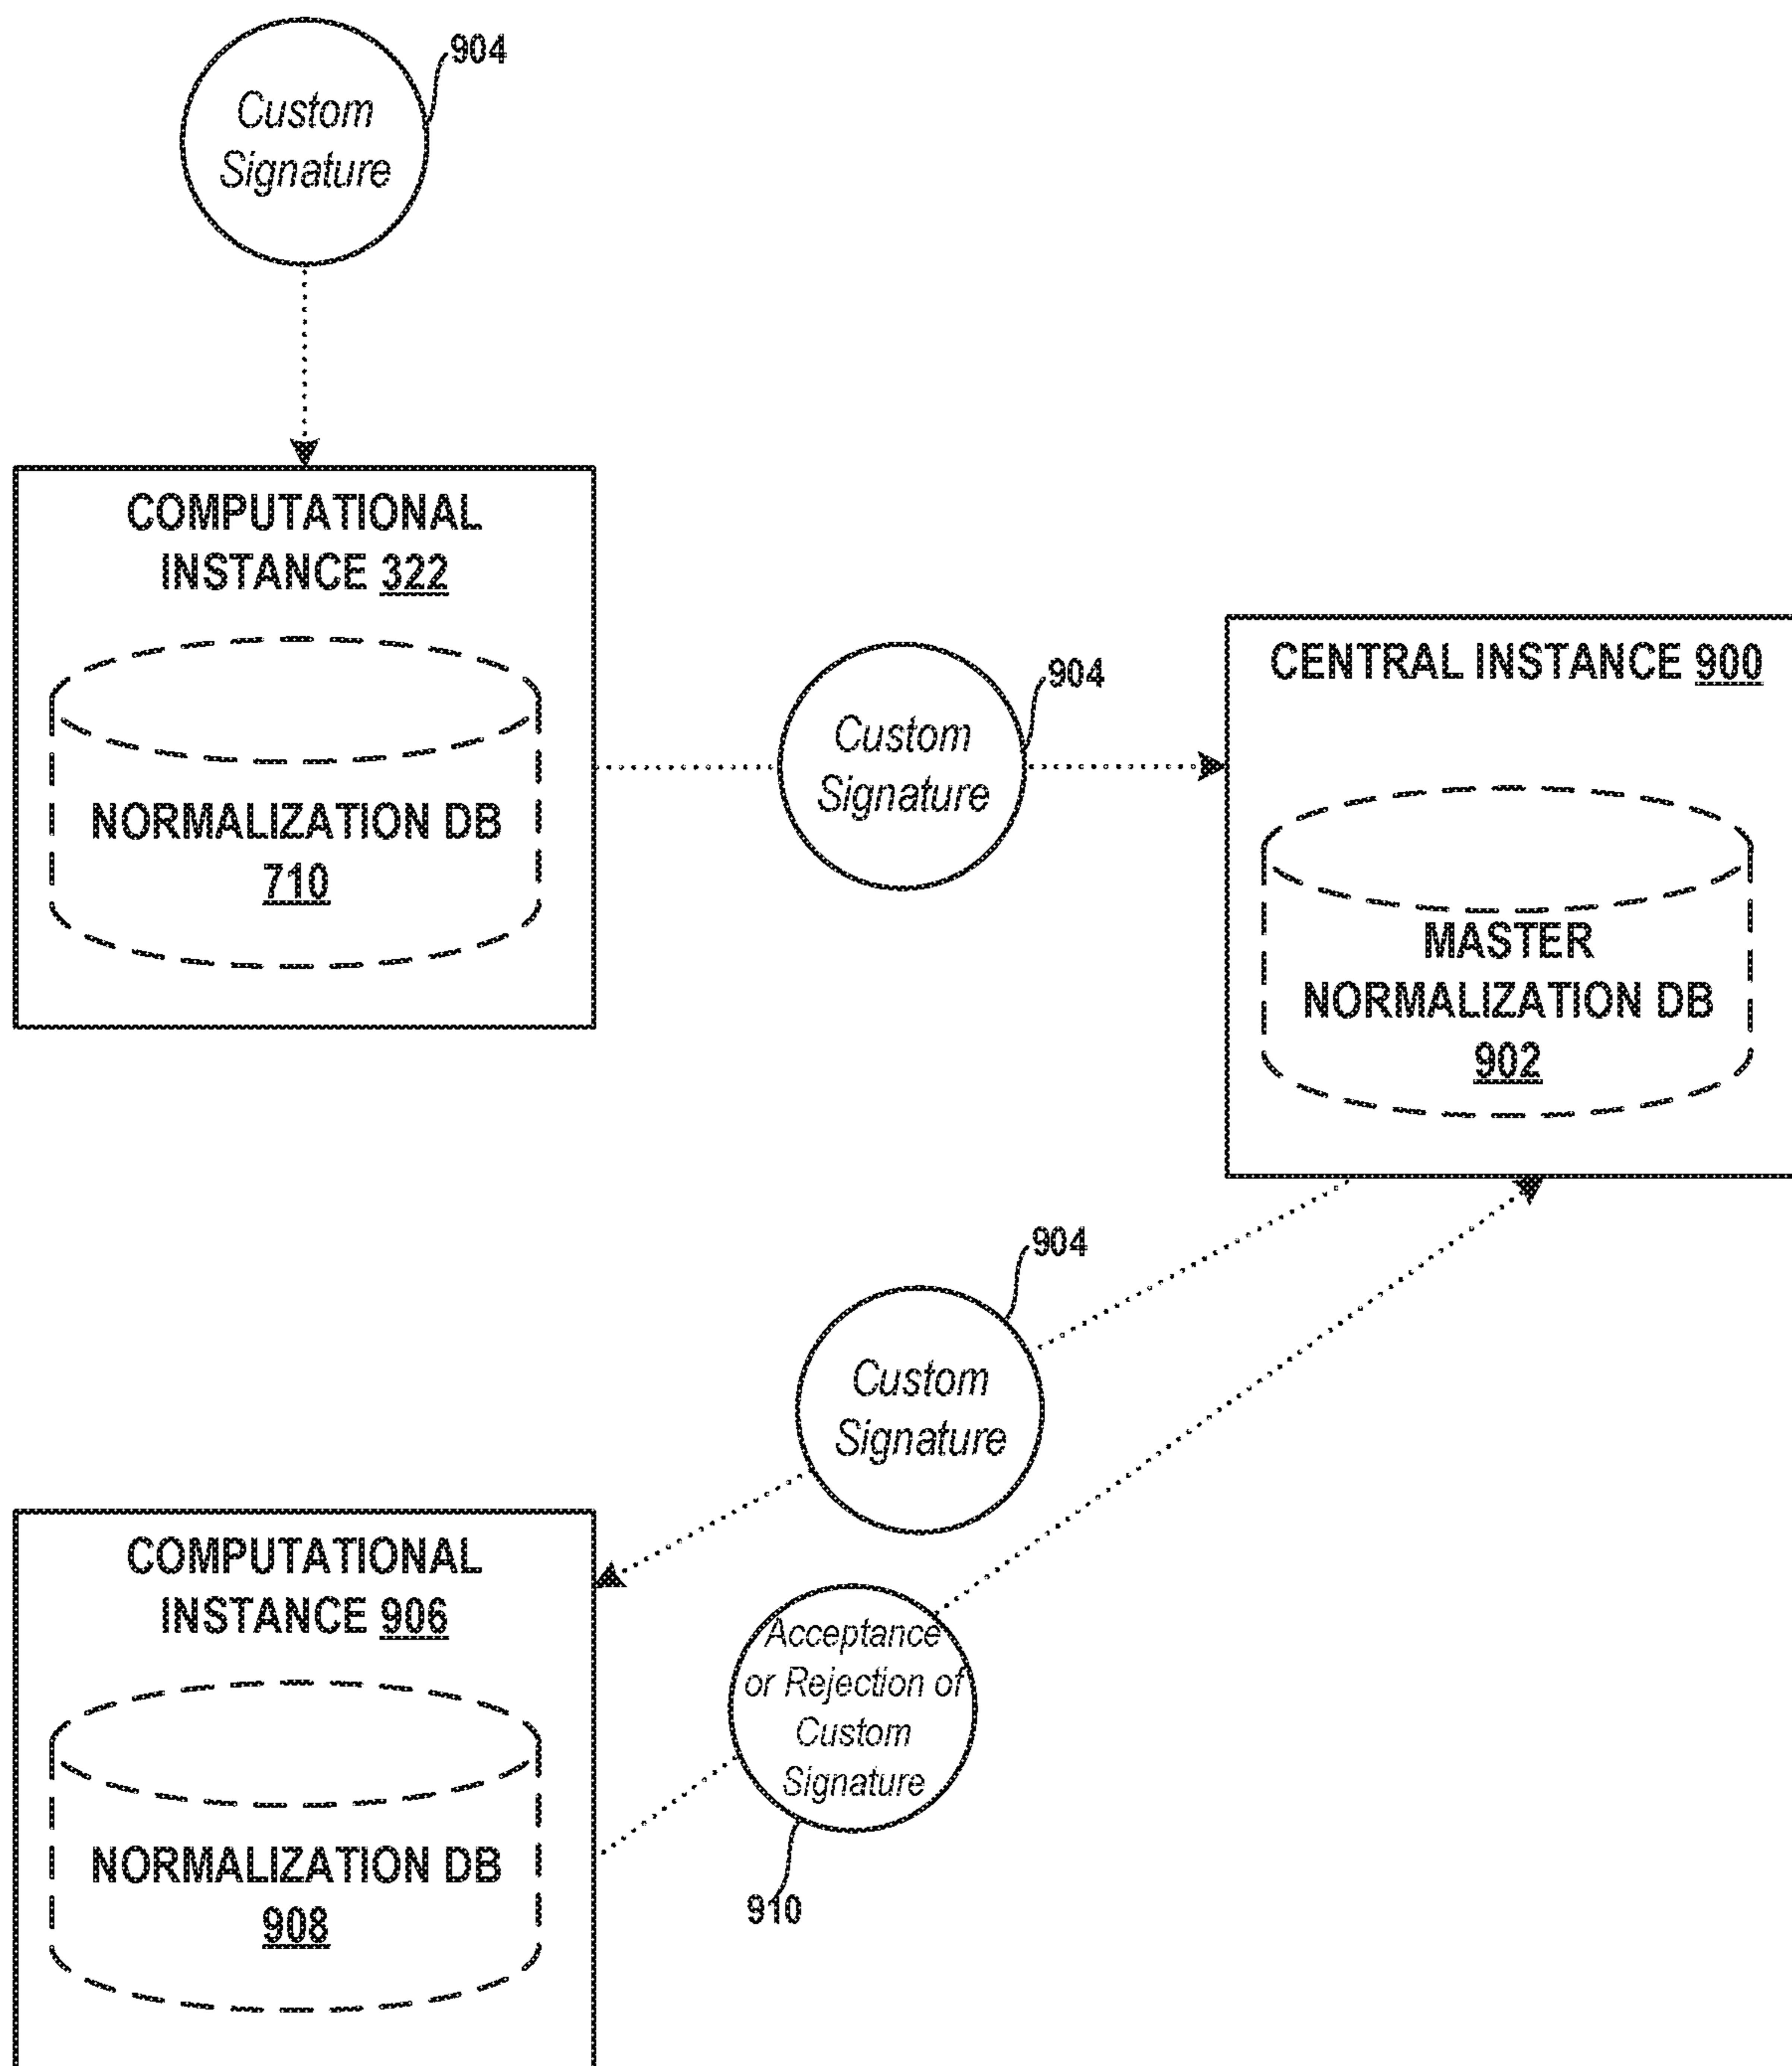 904
Custom
Signature
COMPUTATIONAL
INSTANCE 322
NORMALIZATION DB
710
904
Custom
Signature
CENTRAL INSTANCE 900
MASTER
NORMALIZATION DB
902
904
Custom
Signature
COMPUTATIONAL
INSTANCE 906
NORMALIZATION DB
908
Acceptance
or Rejection of
Custom
Signature
910